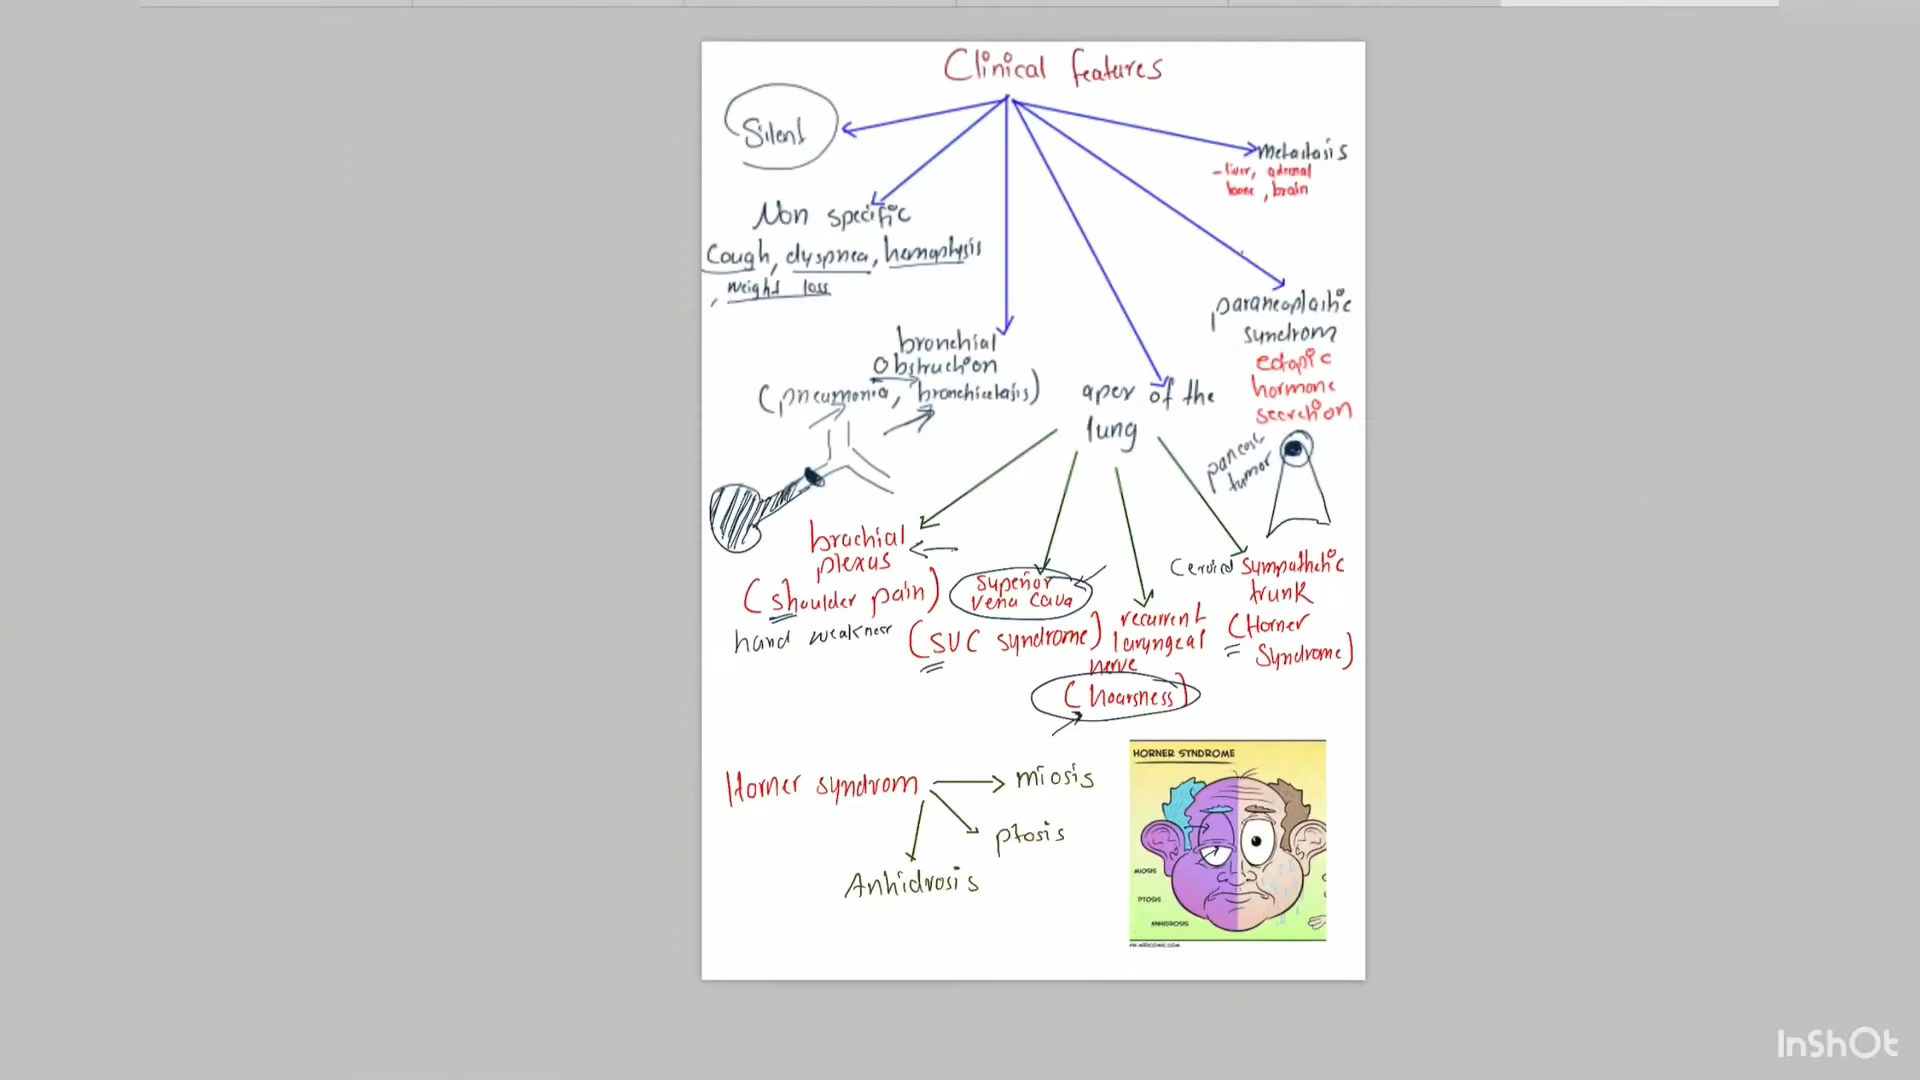 Clinical features
Silent
metastasis
- liver, adrenal
bone, brain
Non specific
Cough, dyspnea, hemoptysis
, weight loss
paraneoplastic
syndrom
ectopic
hormone
secretion
bronchial
obstruction
(pneumonia, bronchiectasis)
apex of the
lung
pancost
tumor
brachial
plexus
(shoulder pain)
hand weakness
superior
vena cava
(SVC syndrome)
recurrent
laryngeal
nerve
(hoarsness)
Cervical sympathetic
trunk
(Horner
Syndrome)
Horner syndrom
miosis
ptosis
Anhidrosis
HORNER SYNDROME
MIOSIS
PTOSIS
ANHIDROSIS
InShOt